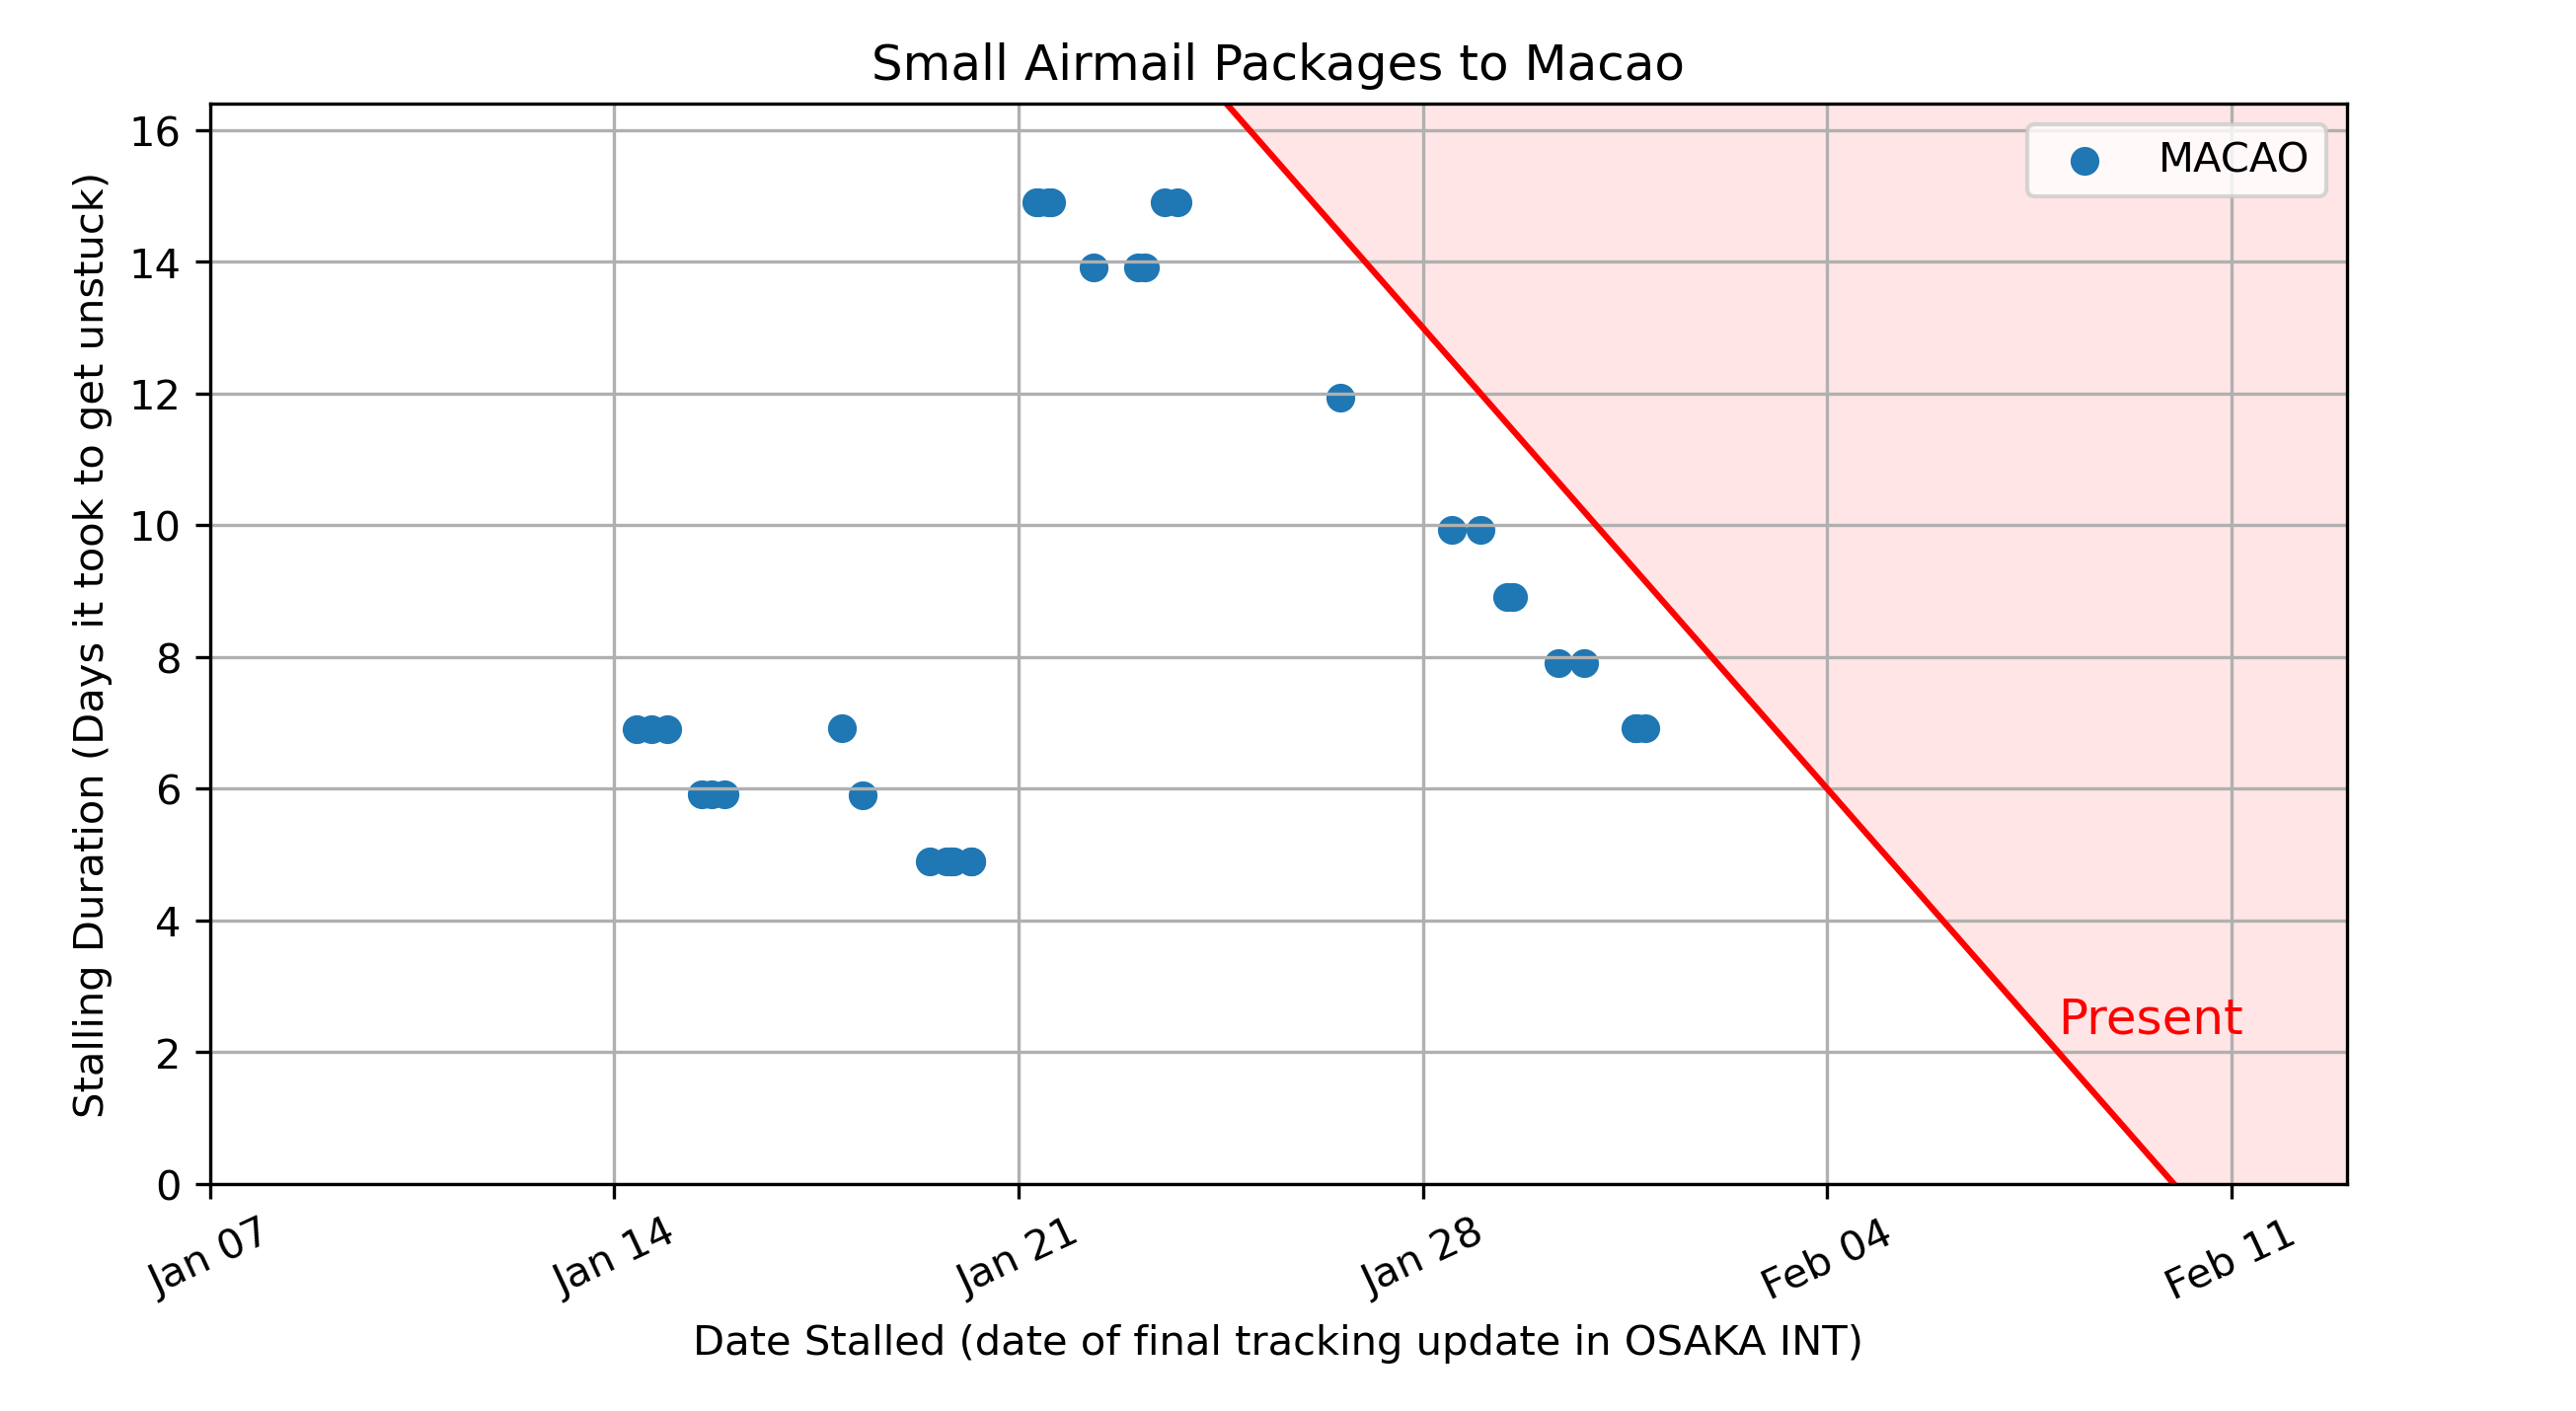 Small Airmail Packages to Macao
Stalling Duration (Days it took to get unstuck)
16
14
12
10
8
6
4
2
0
MACAO
Present
Jan 07
Jan 14
Jan 21
Jan 28
Feb 04
Feb 11
Date Stalled (date of final tracking update in OSAKA INT)